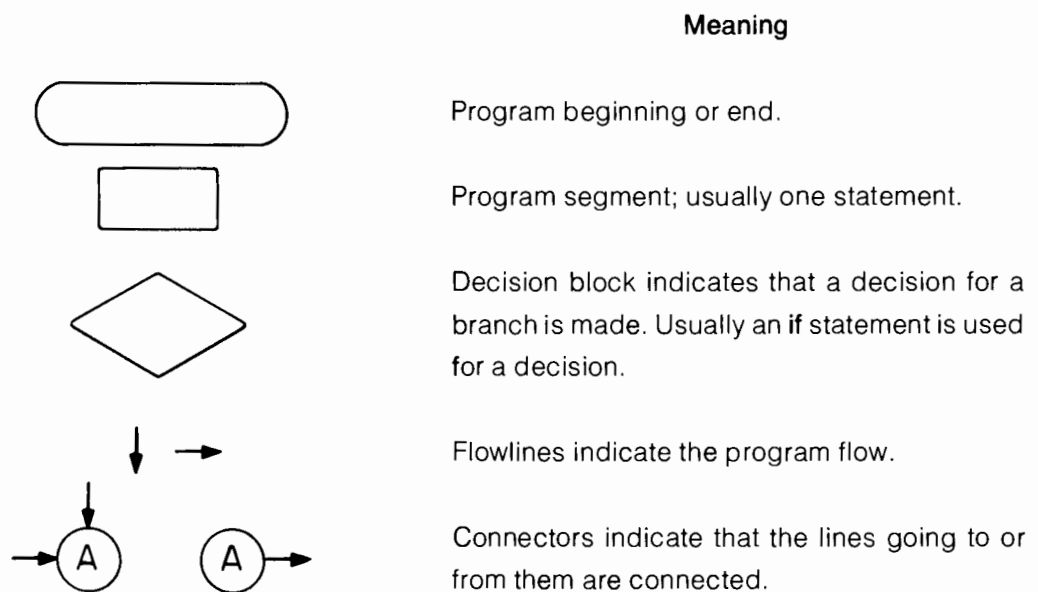 Meaning
Program beginning or end.
Program segment; usually one statement.
Decision block indicates that a decision for a
branch is made. Usually an if statement is used
for a decision.
Flowlines indicate the program flow.
A A
Connectors indicate that the lines going to or
from them are connected.